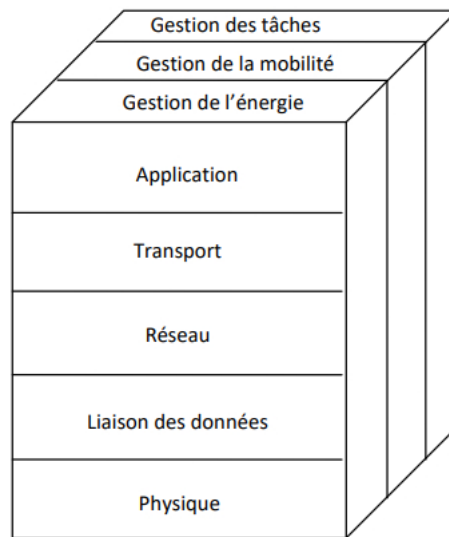 Gestion des tâches
Gestion de la mobilité
Gestion de l’énergie
Application
Transport
Réseau
Liaison des données
Physique